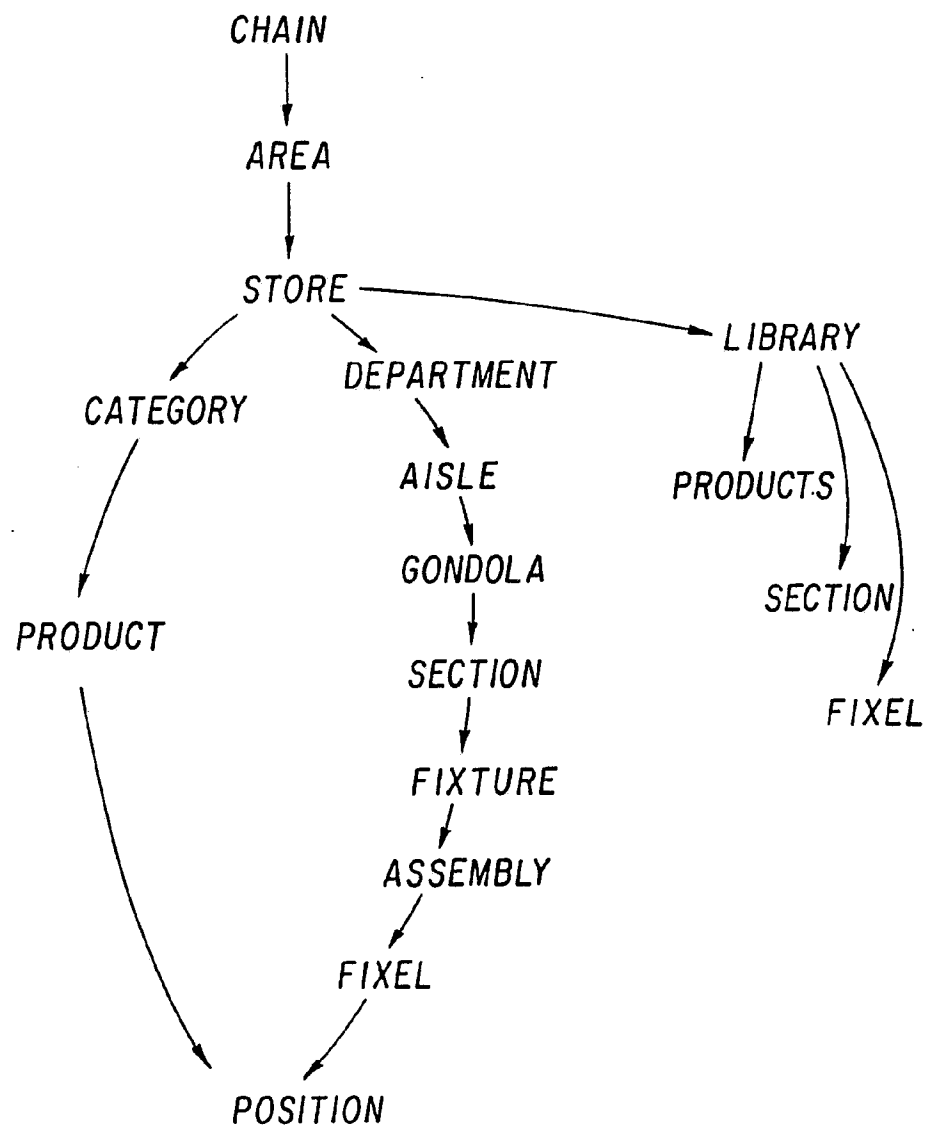 CHAIN
AREA
STORE
LIBRARY
DEPARTMENT
CATEGORY
AISLE
PRODUCTS
GONDOLA
SECTION
PRODUCT
SECTION
FIXEL
FIXTURE
ASSEMBLY
FIXEL
POSITION